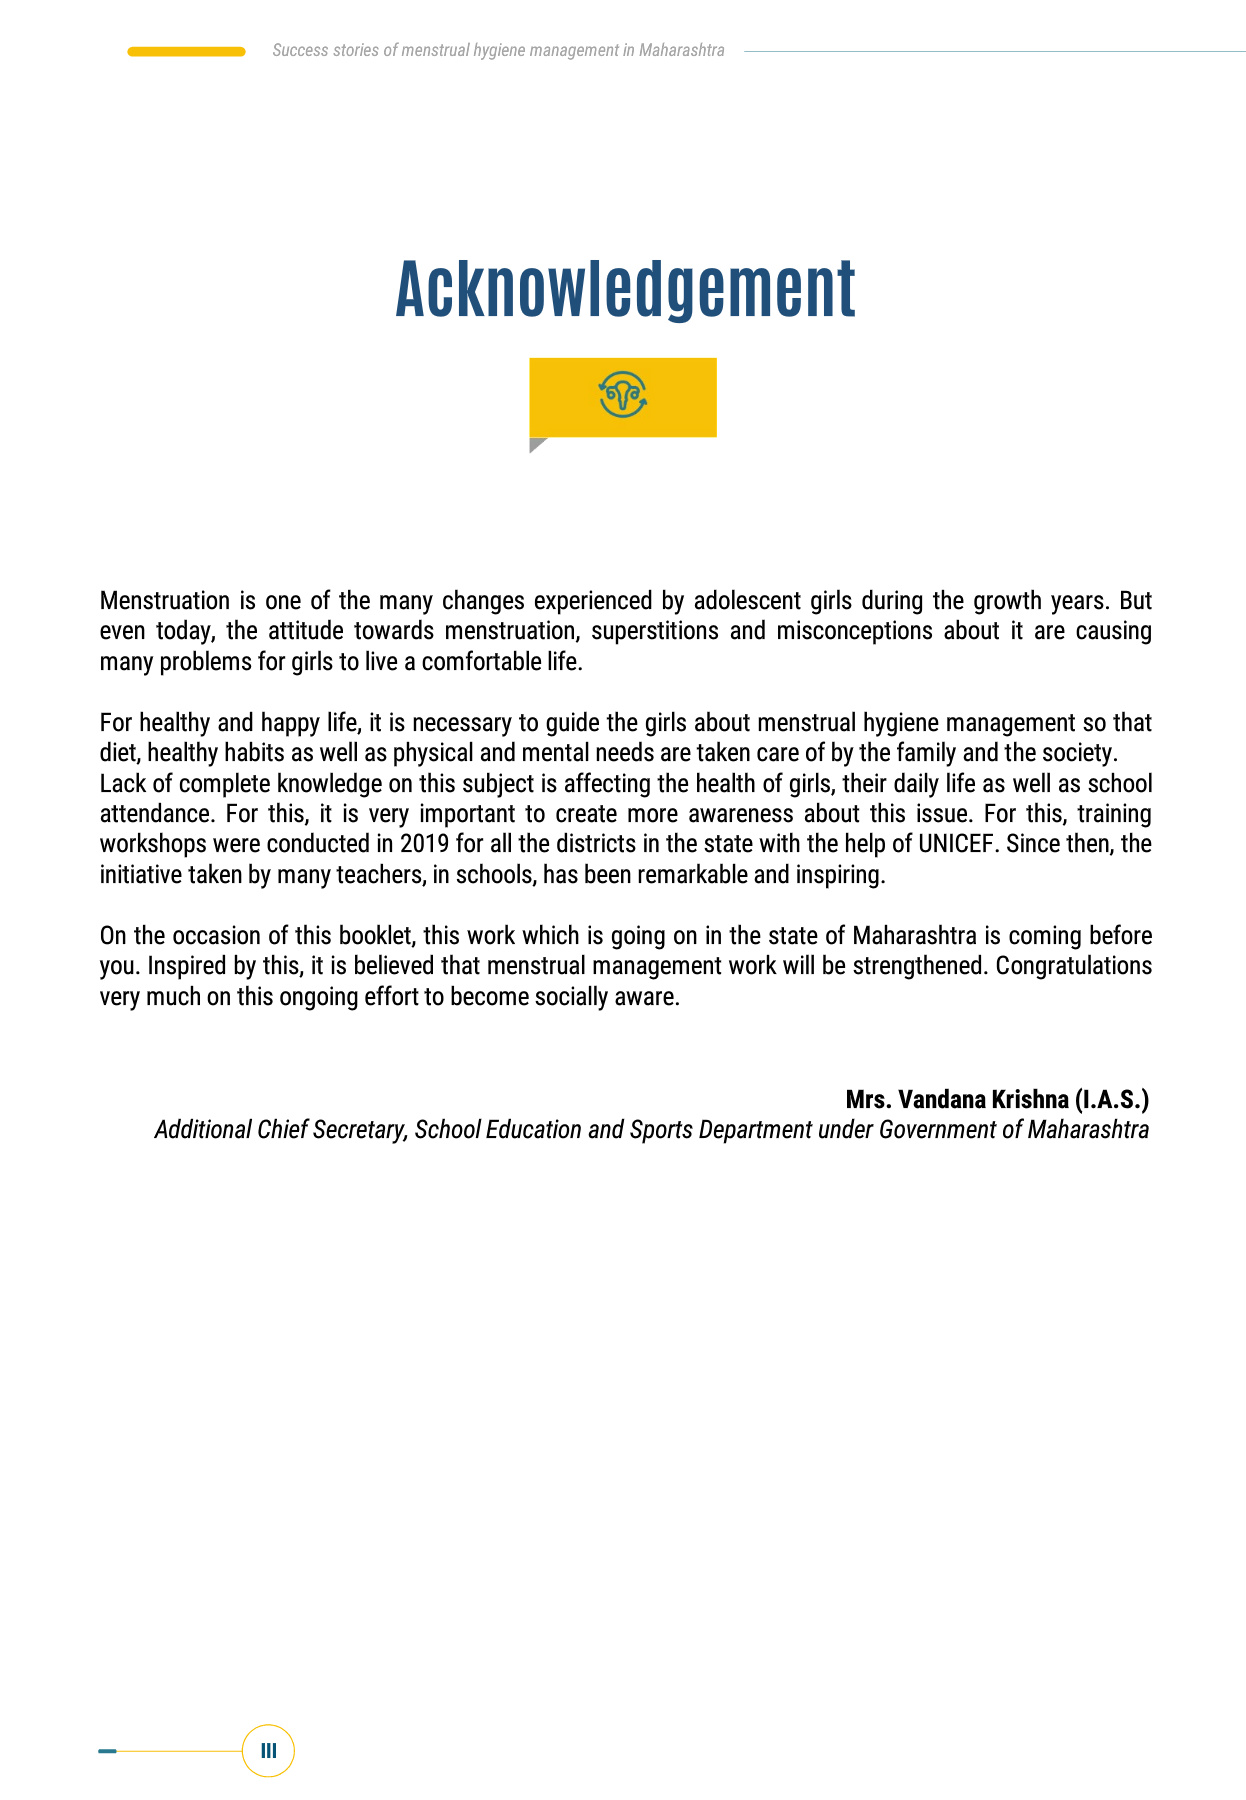 Success stories of menstrual hygiene management in Maharashtra
Acknowledgement
Menstruation is one of the many changes experienced by adolescent girls during the growth years. But
even today, the attitude towards menstruation, superstitions and misconceptions about it are causing
many problems for girls to live a comfortable life.
For healthy and happy life, it is necessary to guide the girls about menstrual hygiene management so that
diet, healthy habits as well as physical and mental needs are taken care of by the family and the society.
Lack of complete knowledge on this subject is affecting the health of girls, their daily life as well as school
attendance. For this, it is very important to create more awareness about this issue. For this, training
workshops were conducted in 2019 for all the districts in the state with the help of UNICEF. Since then, the
initiative taken by many teachers, in schools, has been remarkable and inspiring.
On the occasion of this booklet, this work which is going on in the state of Maharashtra is coming before
you. Inspired by this, it is believed that menstrual management work will be strengthened. Congratulations
very much on this ongoing effort to become socially aware.
Mrs. Vandana Krishna (I.A.S.)
Additional Chief Secretary, School Education and Sports Department under Government of Maharashtra
III